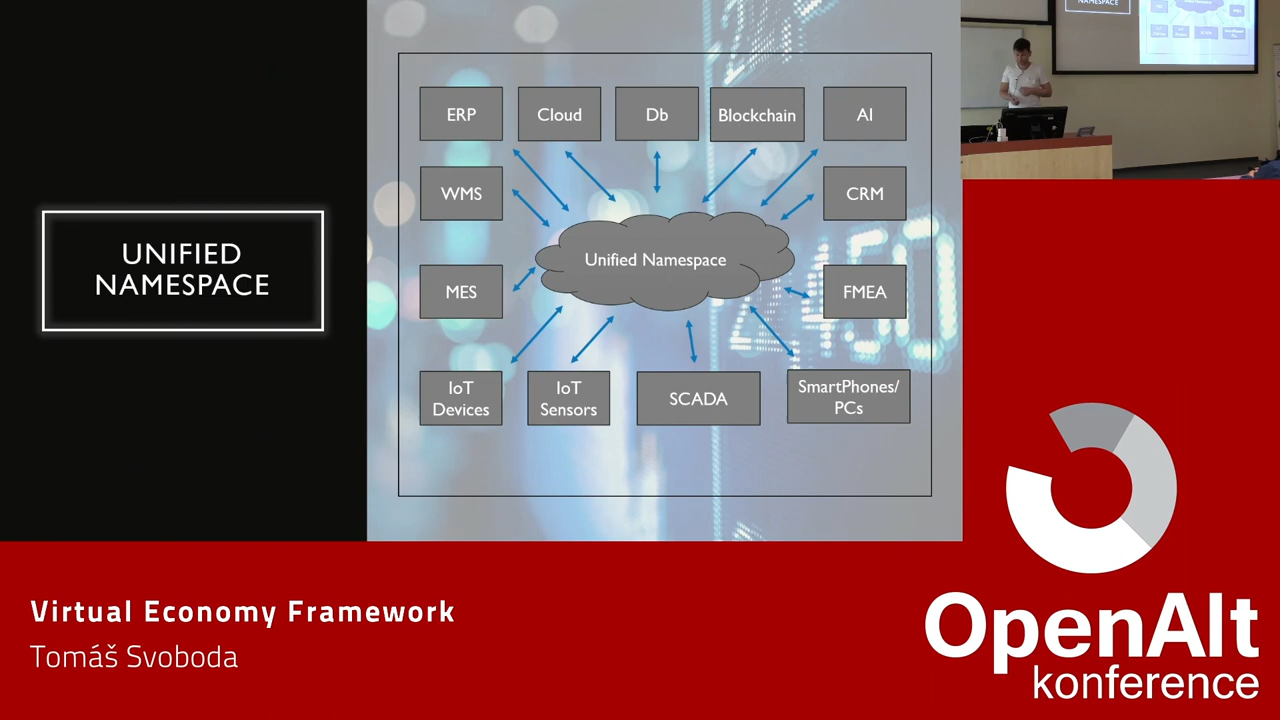 UNIFIED
NAMESPACE
ERP
Cloud
Db
Blockchain
AI
WMS
CRM
Unified Namespace
MES
FMEA
IoT
Devices
IoT
Sensors
SCADA
SmartPhones/
PCs
Virtual Economy Framework
Tomáš Svoboda
OpenAlt
konference